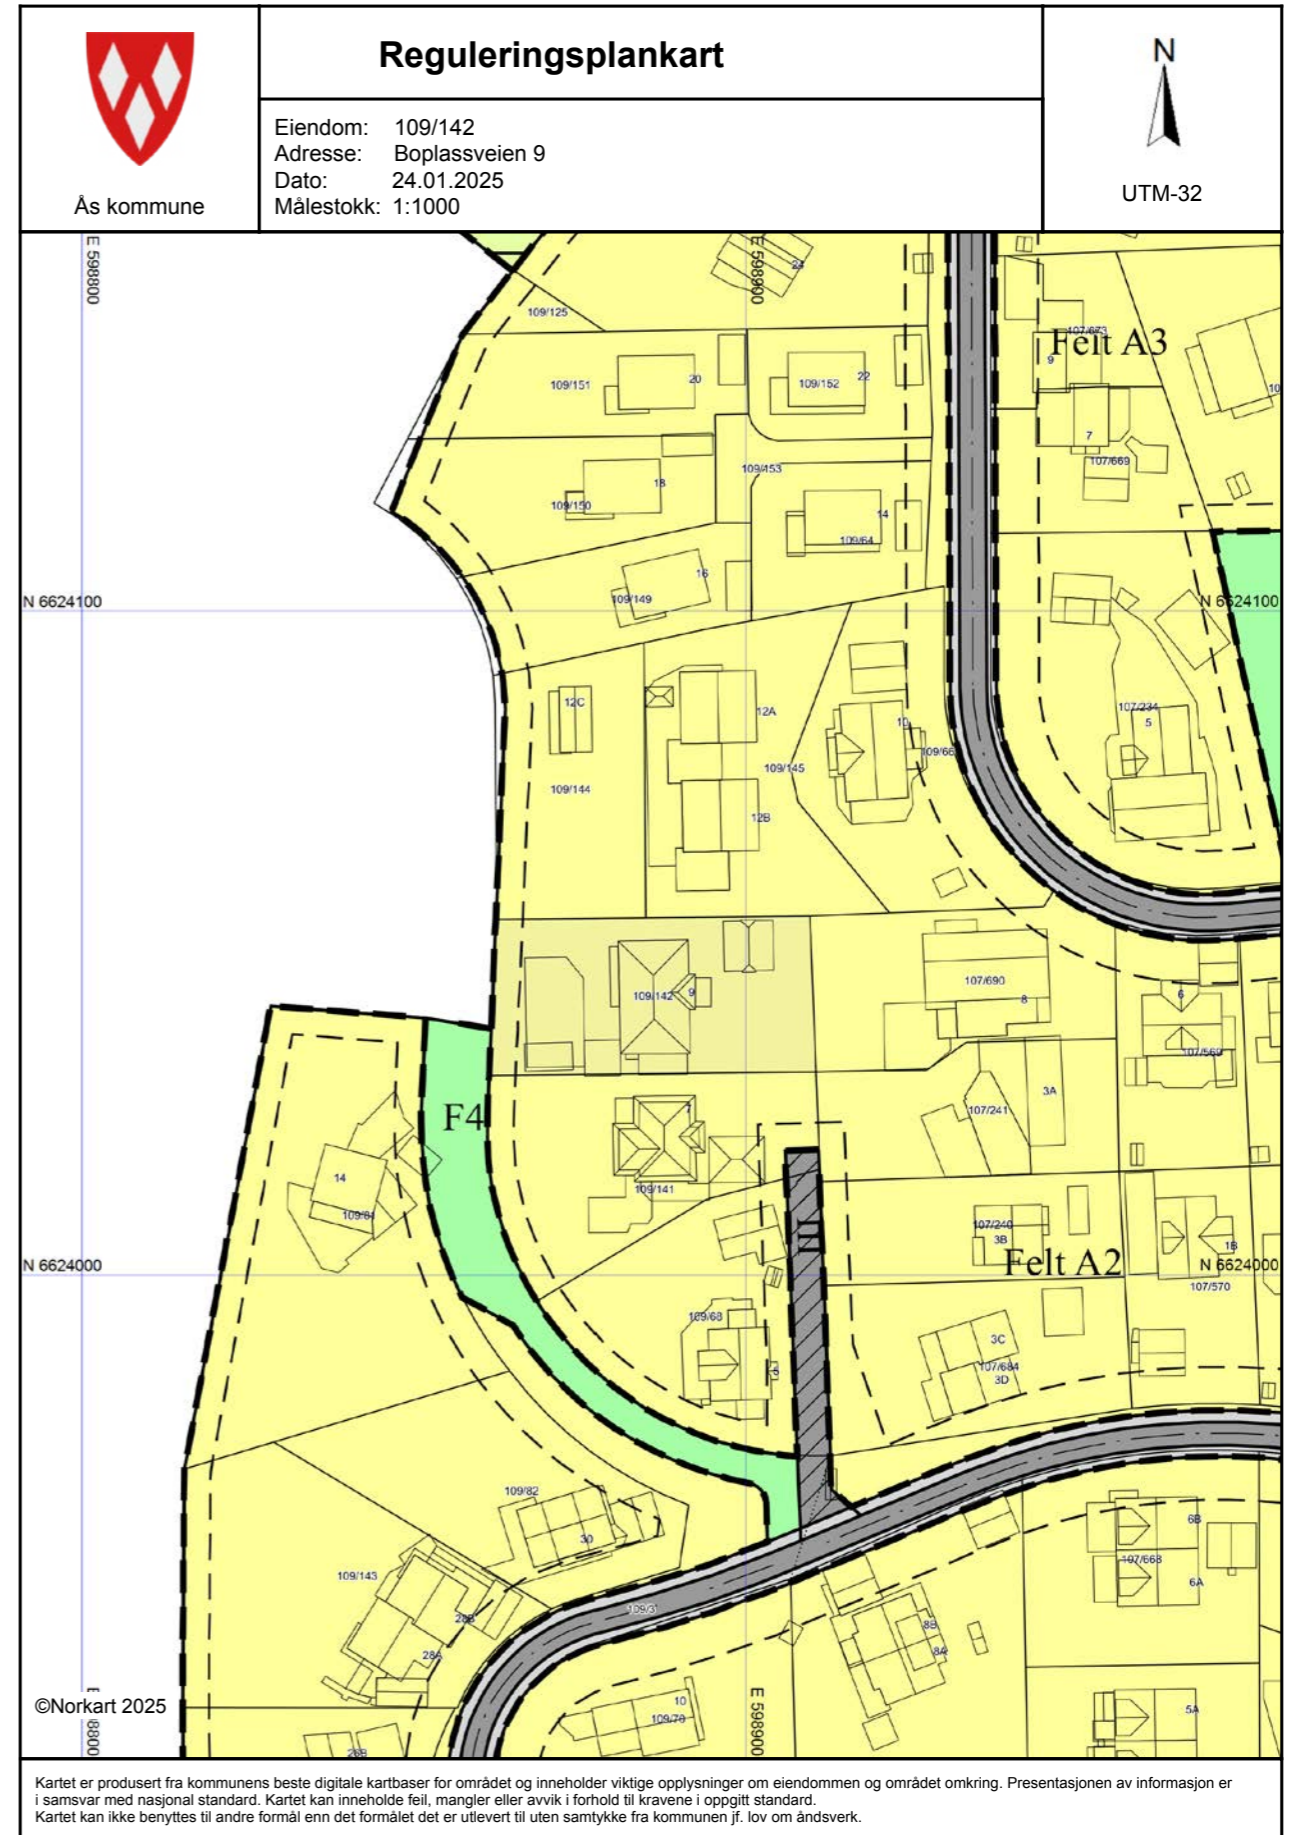 Reguleringsplankart
Eiendom: 109/142
Adresse: Boplassveien 9
Dato: 24.01.2025
Målestokk: 1:1000
Ås kommune
N
UTM-32
E 598800
E 598900
24
109/125
107/673
Felt A3
9
109/151
20
109/152
22
10
7
107/669
109/153
18
109/150
14
109/64
16
109/149
N 6624100
N 6624100
12C
12A
10
107/234
5
109/66
109/145
109/144
12B
107/690
6
109/142
9
8
107/569
3A
107/241
F4
7
14
109/81
109/141
107/240
3B
II
1B
Felt A2
N 6624000
N 6624000
107/570
109/68
3C
107/684
3D
5
109/82
30
6B
107/668
6A
109/143
109/31
28B
8B
8A
28A
10
109/70
5A
©Norkart 2025
E 598900
8800
26B
Kartet er produsert fra kommunens beste digitale kartbaser for området og inneholder viktige opplysninger om eiendommen og området omkring. Presentasjonen av informasjon er
i samsvar med nasjonal standard. Kartet kan inneholde feil, mangler eller avvik i forhold til kravene i oppgitt standard.
Kartet kan ikke benyttes til andre formål enn det formålet det er utlevert til uten samtykke fra kommunen jf. lov om åndsverk.